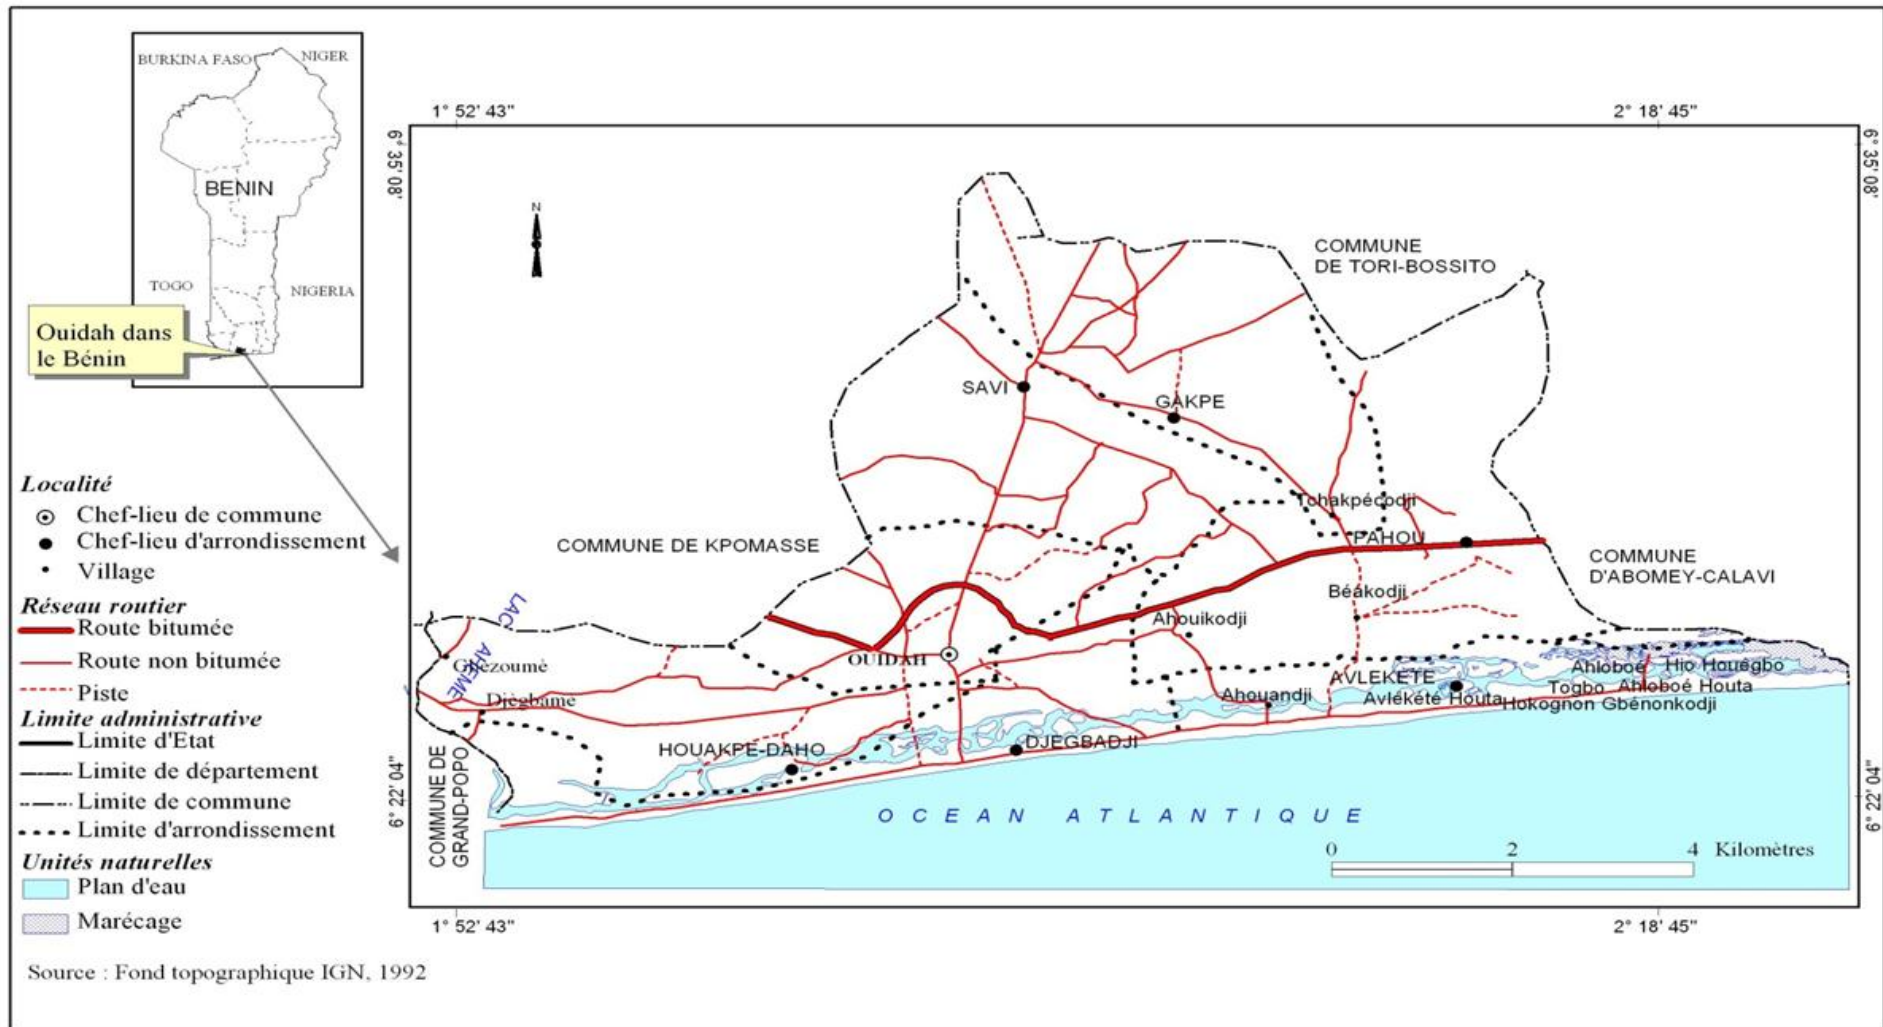 BURKINA FASO
NIGER
BENIN
TOGO
NIGERIA
Ouidah dans
le Bénin
Localité
Chef-lieu de commune
Chef-lieu d'arrondissement
Village
Réseau routier
Route bitumée
Route non bitumée
Piste
Limite administrative
Limite d'Etat
Limite de département
Limite de commune
Limite d'arrondissement
Unités naturelles
Plan d'eau
Marécage
Source : Fond topographique IGN, 1992
1° 52' 43"
2° 18' 45"
6° 35' 08'
6° 35' 08'
N
COMMUNE
DE TORI-BOSSITO
SAVI
GAKPE
Tchakpécodji
PAHOU
COMMUNE DE KPOMASSE
COMMUNE
D'ABOMEY-CALAVI
Béakodji
LAC AHEME
Ahouikodji
OUIDAH
Djègbamè
Ahloboé
Hio Houégbo
AVLEKETE
Ahouandji
Avlékété Houta
Togbo
Ahloboé Houta
Hokognon Gbénonkodji
HOUAKPE-DAHO
DJEGBADJI
COMMUNE DE
GRAND-POPO
6° 22' 04"
6° 22' 04"
OCEAN ATLANTIQUE
0
2
4
Kilomètres
1° 52' 43"
2° 18' 45"